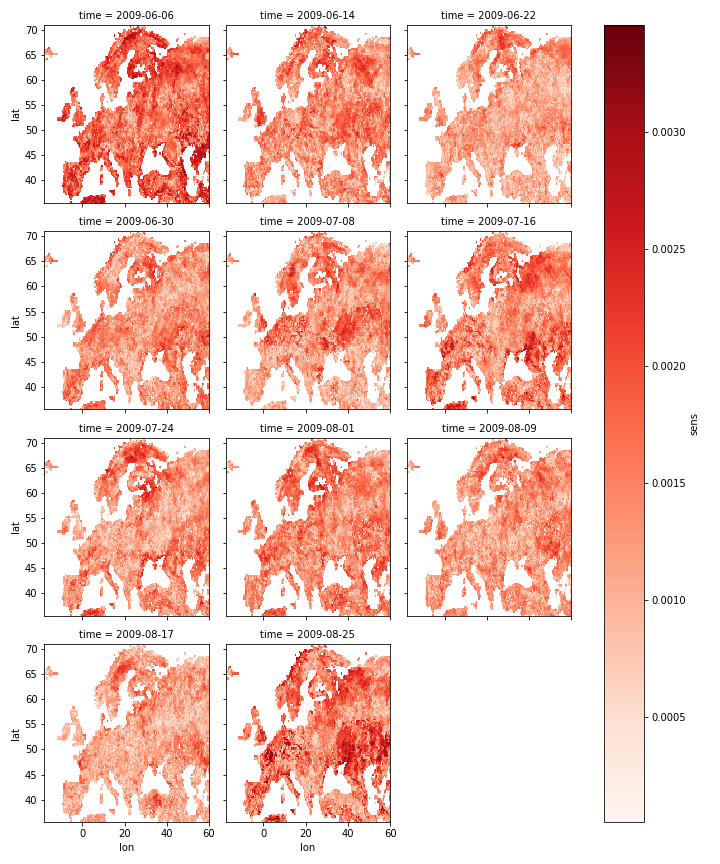 time = 2009-06-06
time = 2009-06-14
time = 2009-06-22
70
65
60
55
50
45
40
lat
time = 2009-06-30
time = 2009-07-08
time = 2009-07-16
70
65
60
55
50
45
40
lat
time = 2009-07-24
time = 2009-08-01
time = 2009-08-09
70
65
60
55
50
45
40
lat
time = 2009-08-17
time = 2009-08-25
70
65
60
55
50
45
40
lat
0 20 40 60
lon
0 20 40 60
lon
0.0030
0.0025
0.0020
0.0015
0.0010
0.0005
sens